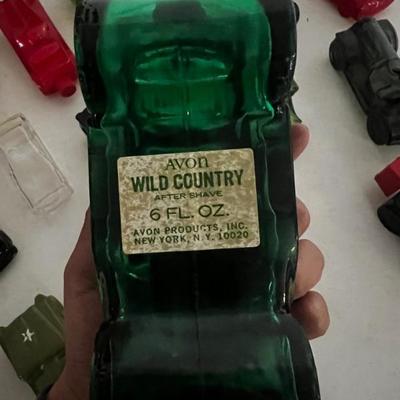 AVON
WILD COUNTRY
AFTER SHAVE
6 FL. OZ.
AVON PRODUCTS, INC.
NEW YORK, N.Y. 10020